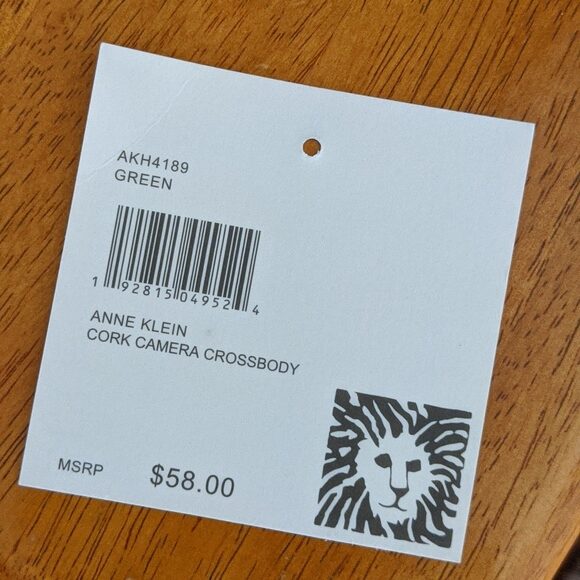 AKH4189
GREEN
1 92815 04952 4
ANNE KLEIN
CORK CAMERA CROSSBODY
MSRP $58.00